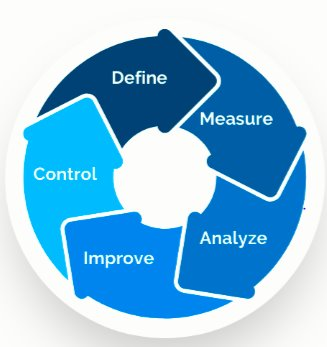 Define
Measure
Analyze
Improve
Control